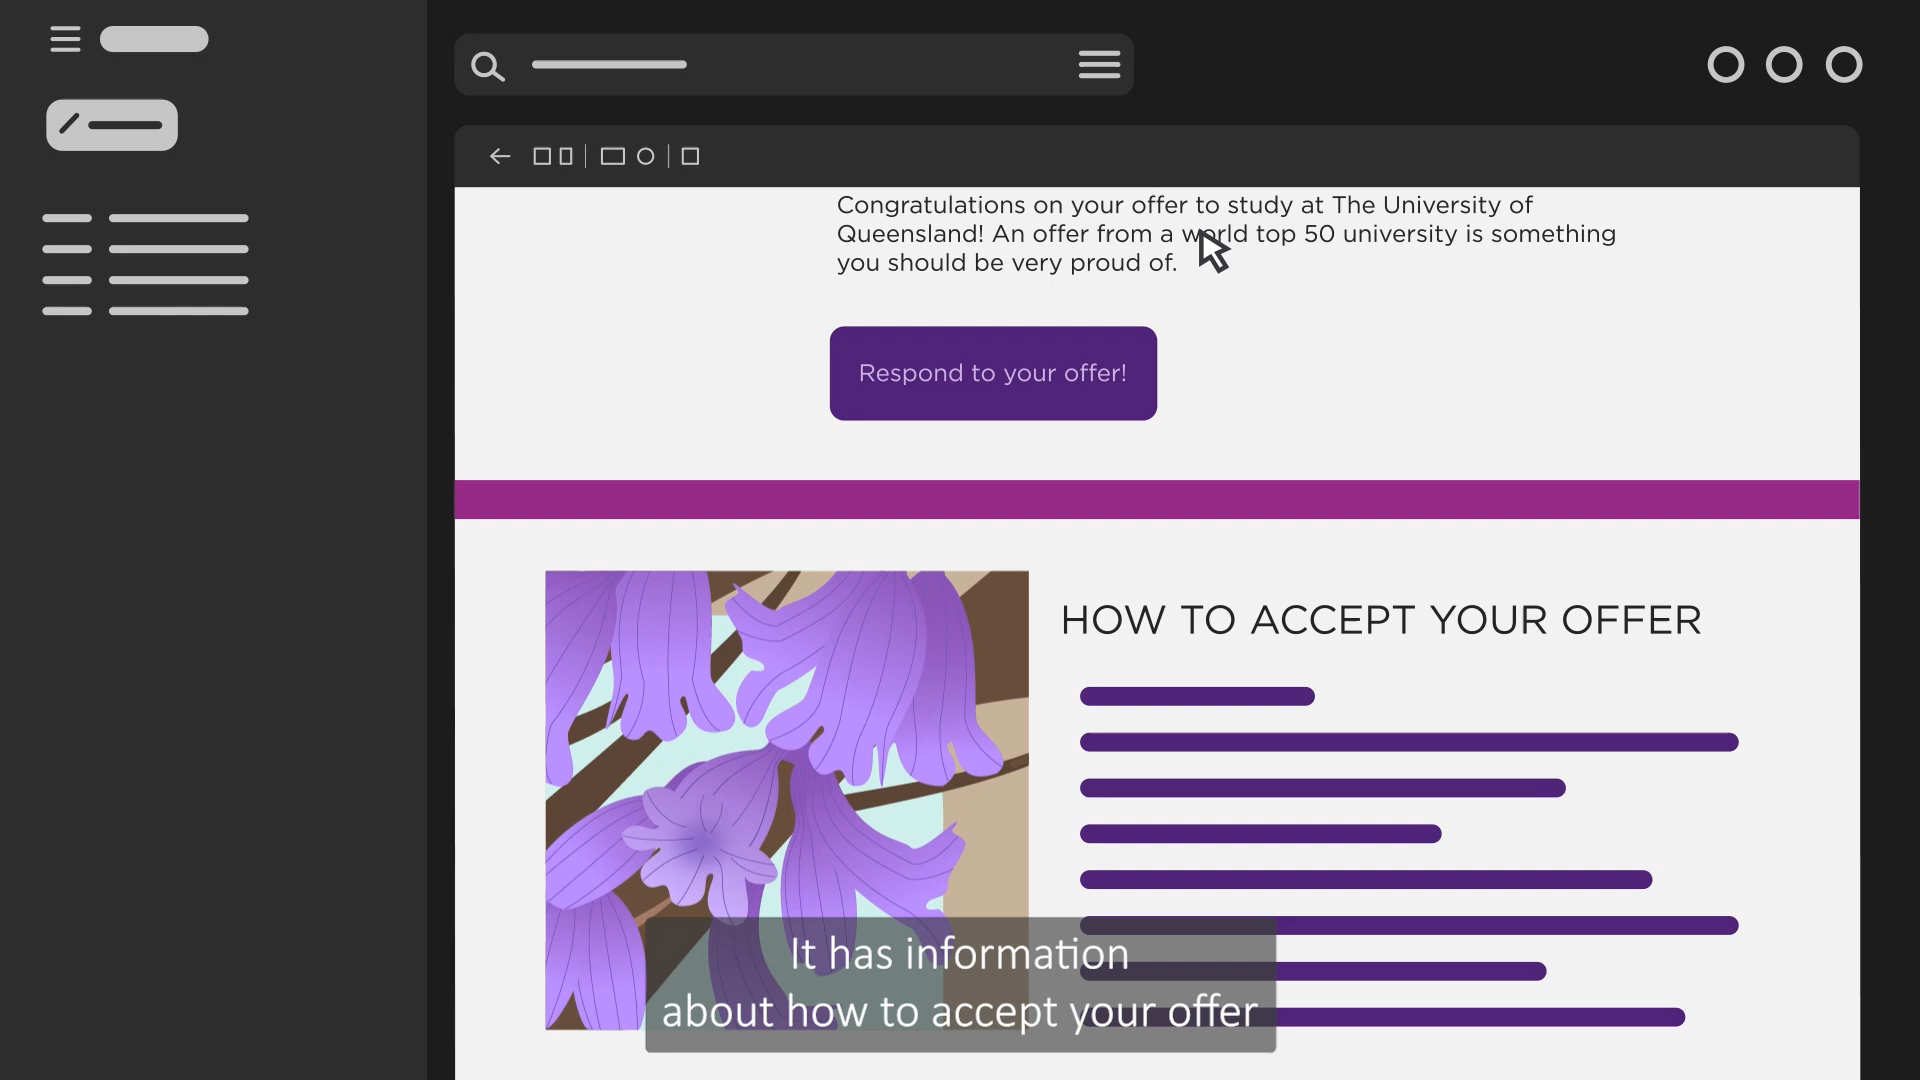 Congratulations on your offer to study at The University of
Queensland! An offer from a world top 50 university is something
you should be very proud of.
Respond to your offer!
HOW TO ACCEPT YOUR OFFER
It has information
about how to accept your offer